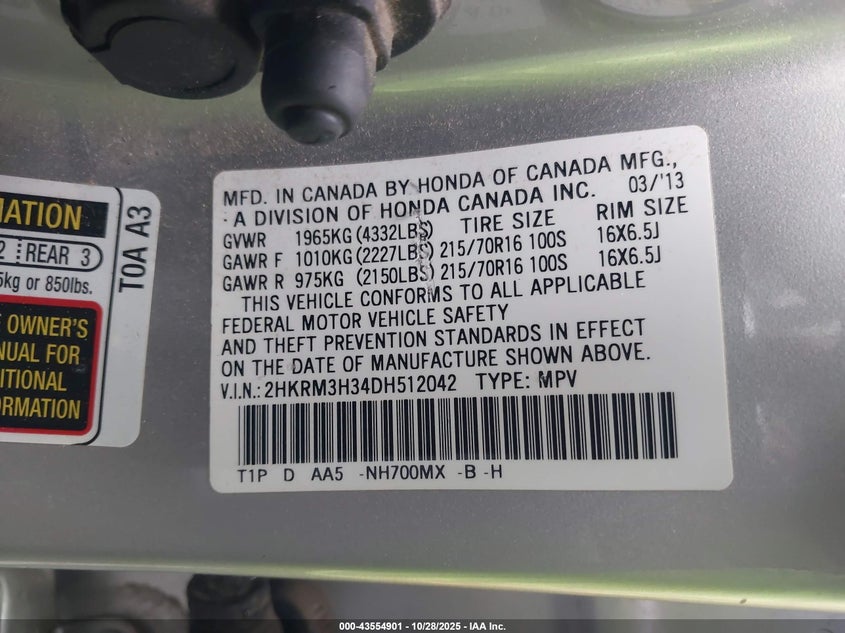 MATION
2 REAR 3
5kg or 850lbs.
E OWNER'S
NUAL FOR
ITIONAL
ORMATION
T0A A3
MFD. IN CANADA BY HONDA OF CANADA MFG.,
A DIVISION OF HONDA CANADA INC. 03/'13
GVWR 1965KG (4332LBS) TIRE SIZE RIM SIZE
GAWR F 1010KG (2227LBS) 215/70R16 100S 16X6.5J
GAWR R 975KG (2150LBS) 215/70R16 100S 16X6.5J
THIS VEHICLE CONFORMS TO ALL APPLICABLE
FEDERAL MOTOR VEHICLE SAFETY
AND THEFT PREVENTION STANDARDS IN EFFECT
ON THE DATE OF MANUFACTURE SHOWN ABOVE.
V.I.N.: 2HKRM3H34DH512042 TYPE: MPV
T1P D AA5 -NH700MX -B -H
000-43554901 | 10/28/2025 - IAA Inc.